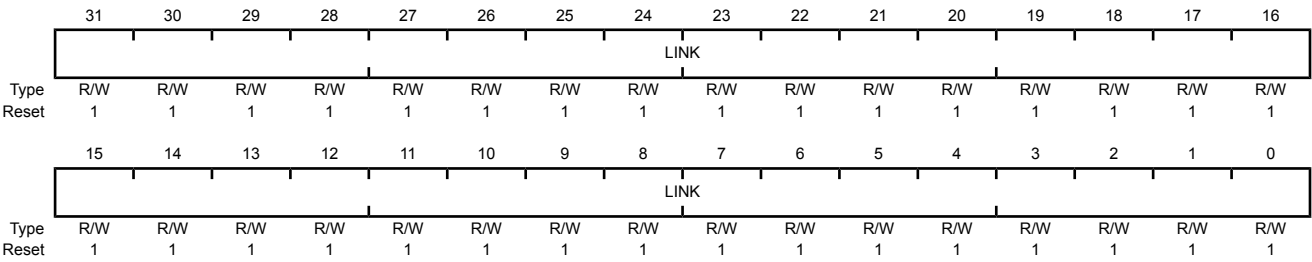 31 30 29 28 27 26 25 24 23 22 21 20 19 18 17 16
LINK
Type R/W R/W R/W R/W R/W R/W R/W R/W R/W R/W R/W R/W R/W R/W R/W R/W
Reset 1 1 1 1 1 1 1 1 1 1 1 1 1 1 1 1
15 14 13 12 11 10 9 8 7 6 5 4 3 2 1 0
LINK
Type R/W R/W R/W R/W R/W R/W R/W R/W R/W R/W R/W R/W R/W R/W R/W R/W
Reset 1 1 1 1 1 1 1 1 1 1 1 1 1 1 1 1